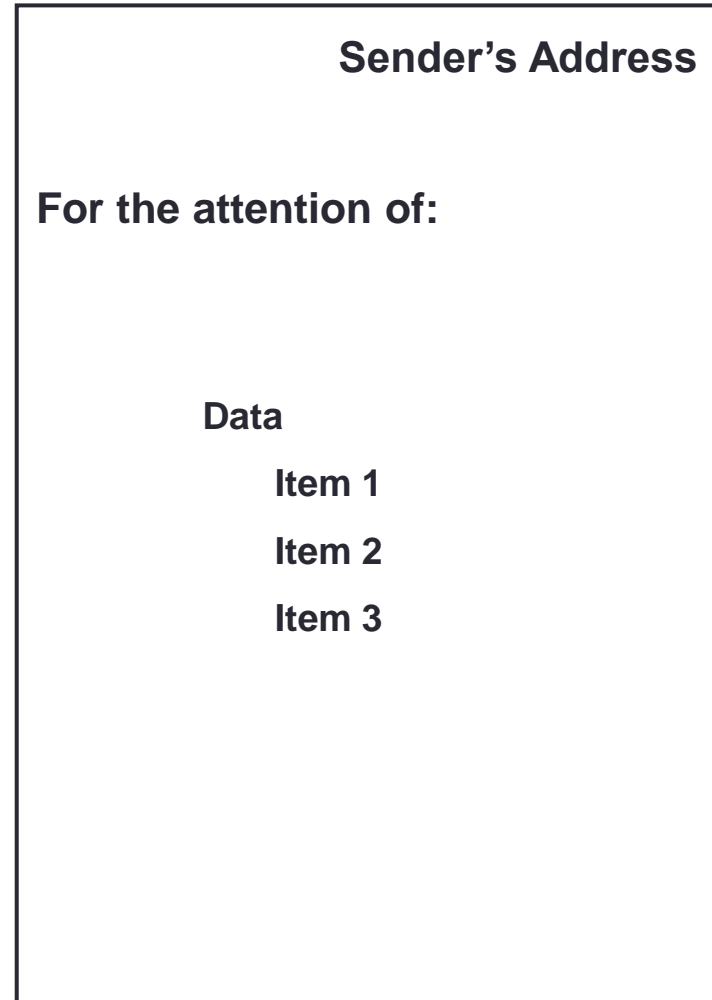 Sender’s Address
For the attention of:
Data
Item 1
Item 2
Item 3